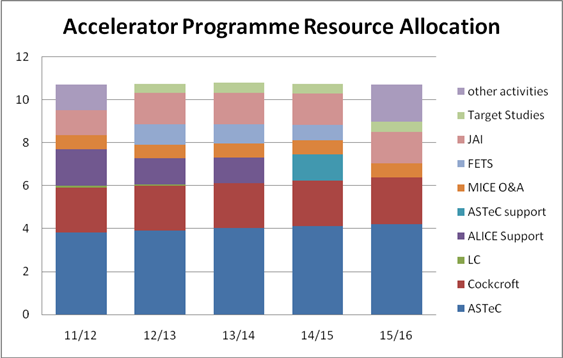 Accelerator Programme Resource Allocation
12
10
8
6
4
2
0
11/12
12/13
13/14
14/15
15/16
other activities
Target Studies
JAI
FETS
MICE O&A
ASTeC support
ALICE Support
LC
Cockcroft
ASTeC